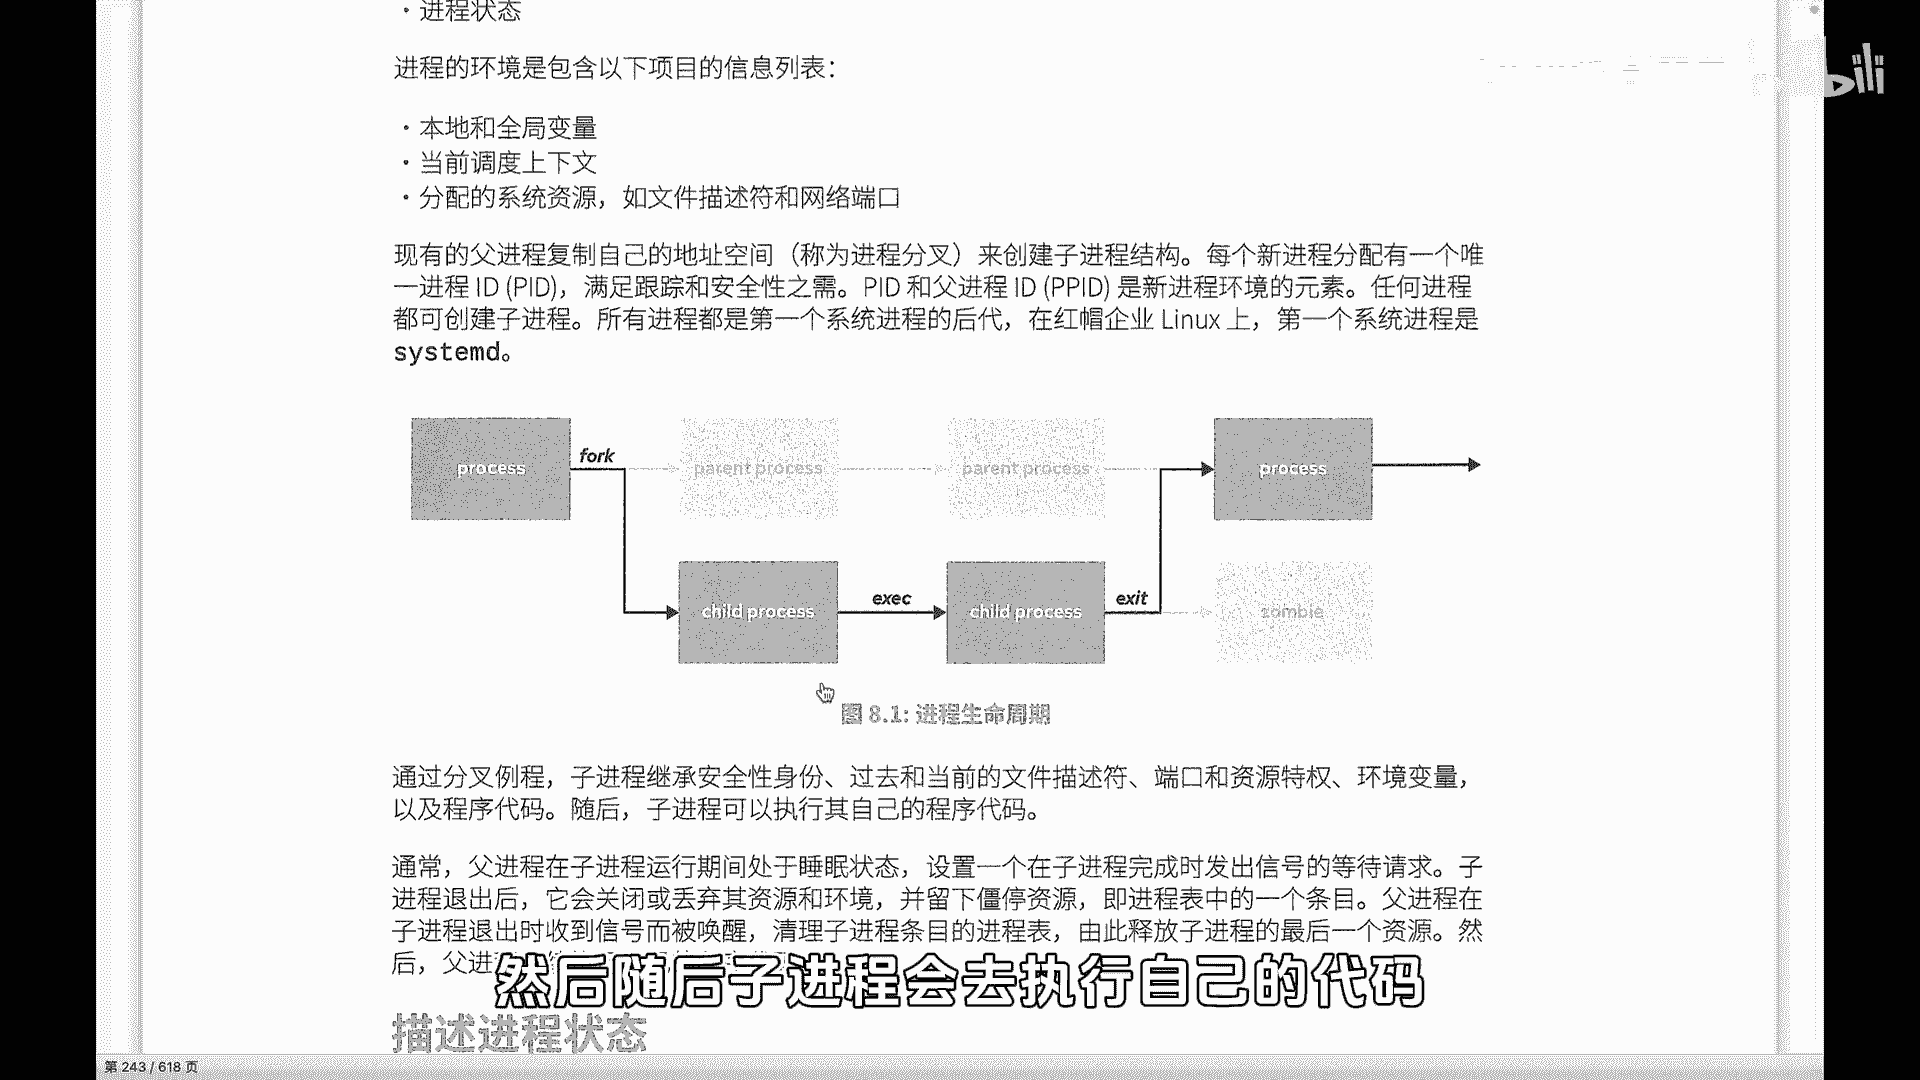 ・进程状态
进程的环境是包含以下项目的信息列表：
・本地和全局变量
・当前调度上下文
・分配的系统资源，如文件描述符和网络端口
现有的父进程复制自己的地址空间（称为进程分叉）来创建子进程结构。每个新进程分配有一个唯
一进程 ID (PID)，满足跟踪和安全性之需。PID 和父进程 ID (PPID) 是新进程环境的元素。任何进程
都可创建子进程。所有进程都是第一个系统进程的后代，在红帽企业 Linux 上，第一个系统进程是
systemd。
process
fork
parent process
parent process
process
child process
exec
child process
exit
zombie
图 8.1: 进程生命周期
通过分叉例程，子进程继承安全性身份、过去和当前的文件描述符、端口和资源特权、环境变量，
以及程序代码。随后，子进程可以执行其自己的程序代码。
通常，父进程在子进程运行期间处于睡眠状态，设置一个在子进程完成时发出信号的等待请求。子
进程退出后，它会关闭或丢弃其资源和环境，并留下僵停资源，即进程表中的一个条目。父进程在
子进程退出时收到信号而被唤醒，清理子进程条目的进程表，由此释放子进程的最后一个资源。然
后，父进
然后随后子进程会去执行自己的代码
描述进程状态
第 243 / 618 页
bili